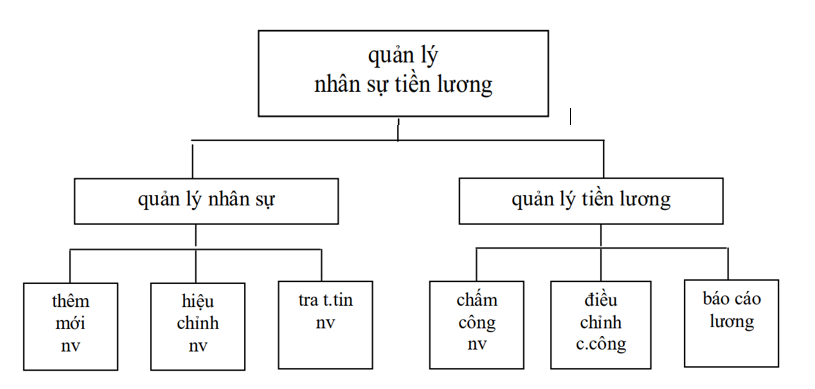 quản lý
nhân sự tiền lương
quản lý nhân sự
quản lý tiền lương
thêm
mới
nv
hiệu
chỉnh
nv
tra t.tin
nv
chấm
công
nv
điều
chỉnh
c.công
báo cáo
lương